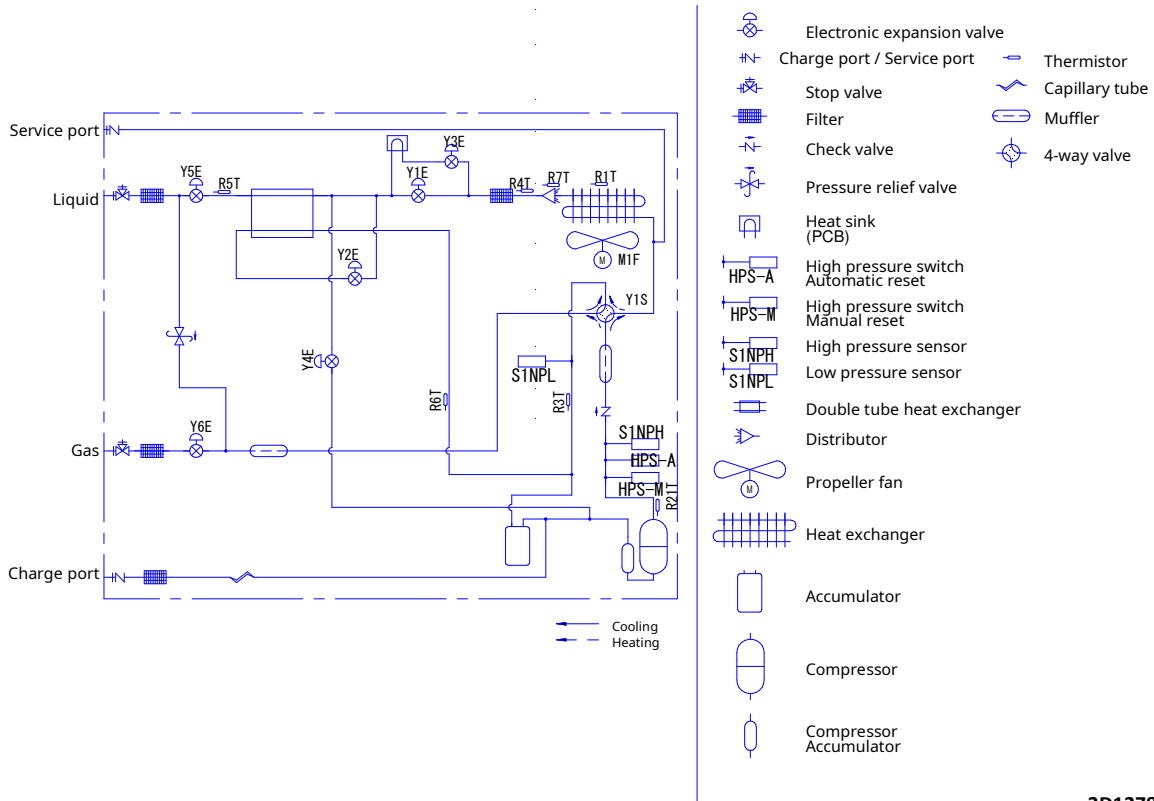 Service port
Liquid
Gas
Charge port
Y5E
R5T
Y3E
Y1E
R4T
R7T
R1T
Y2E
M
M1F
Y1S
Y4E
S1NPL
R6T
R3T
Y6E
S1NPH
HPS-A
HPS-M
R21T
Cooling
Heating
Electronic expansion valve
Charge port / Service port
Thermistor
Stop valve
Capillary tube
Filter
Muffler
Check valve
4-way valve
Pressure relief valve
Heat sink
(PCB)
HPS-A
High pressure switch
Automatic reset
HPS-M
High pressure switch
Manual reset
S1NPH
High pressure sensor
S1NPL
Low pressure sensor
Double tube heat exchanger
Distributor
M
Propeller fan
Heat exchanger
Accumulator
Compressor
Compressor
Accumulator